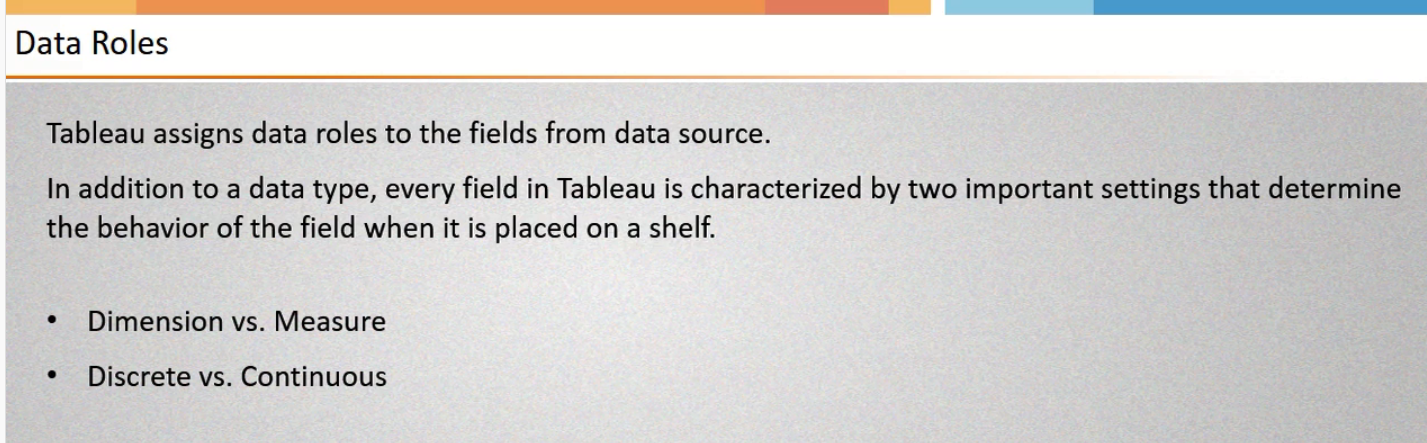 Data Roles
Tableau assigns data roles to the fields from data source.
In addition to a data type, every field in Tableau is characterized by two important settings that determine
the behavior of the field when it is placed on a shelf.
• Dimension vs. Measure
• Discrete vs. Continuous